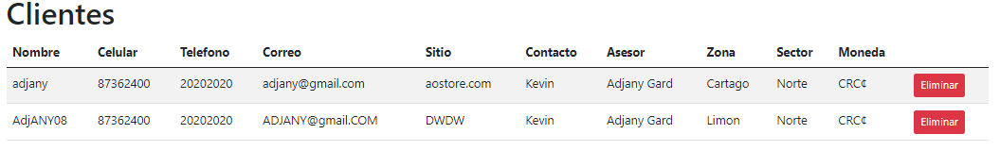 Clientes
Nombre Celular Telefono Correo Sitio Contacto Asesor Zona Sector Moneda
adjany 87362400 20202020 adjany@gmail.com aostore.com Kevin Adjany Gard Cartago Norte CRC₡ Eliminar
AdjANY08 87362400 20202020 ADJANY@gmail.COM DWDW Kevin Adjany Gard Limon Norte CRC₡ Eliminar